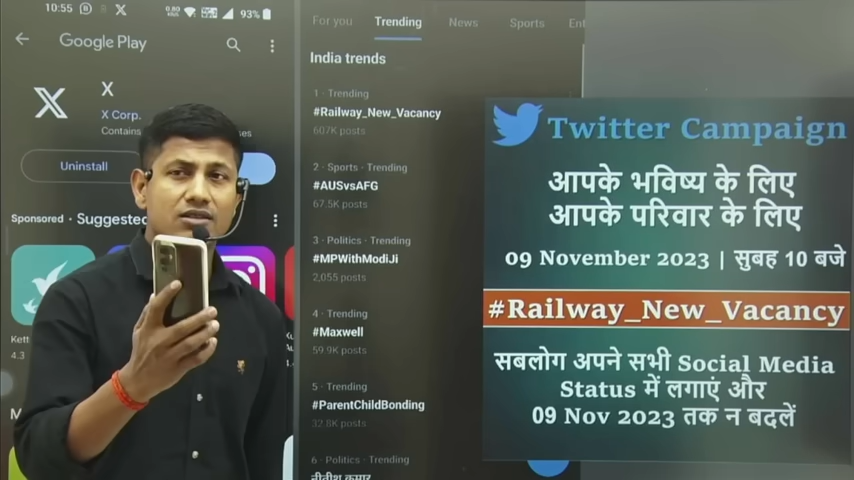 10:55
0.80
KB/s
93%
Google Play
X
X Corp.
Contains
Uninstall
Sponsored · Suggested
4.3
For you
Trending
News
Sports
Ent
India trends
1 · Trending
#Railway_New_Vacancy
607K posts
2 · Sports · Trending
#AUSvsAFG
67.5K posts
3 · Politics · Trending
#MPWithModiJi
2,055 posts
4 · Trending
#Maxwell
59.9K posts
5 · Trending
#ParentChildBonding
32.8K posts
6 · Politics · Trending
नीतीश कुमार
Twitter Campaign
आपके भविष्य के लिए
आपके परिवार के लिए
09 November 2023 | सुबह 10 बजे
#Railway_New_Vacancy
सबलोग अपने सभी Social Media
Status में लगाएं और
09 Nov 2023 तक न बदलें